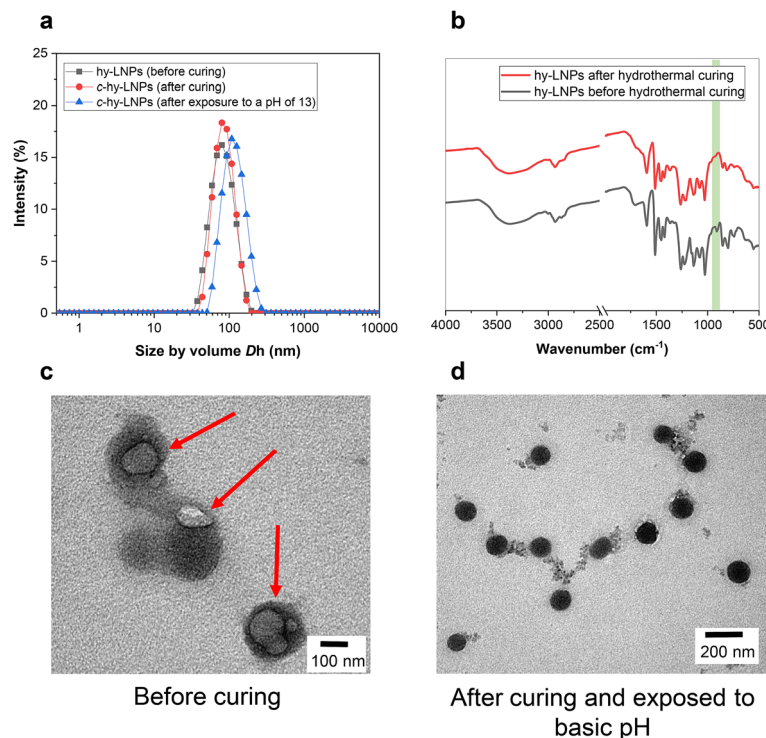 a
25
20
15
10
5
0
Intensity (%)
hy-LNPs (before curing)
c-hy-LNPs (after curing)
c-hy-LNPs (after exposure to a pH of 13)
1 10 100 1000 10000
Size by volume Dh (nm)
b
hy-LNPs after hydrothermal curing
hy-LNPs before hydrothermal curing
4000 3500 3000 2500 1500 1000 500
Wavenumber (cm-1)
c
100 nm
Before curing
d
200 nm
After curing and exposed to
basic pH